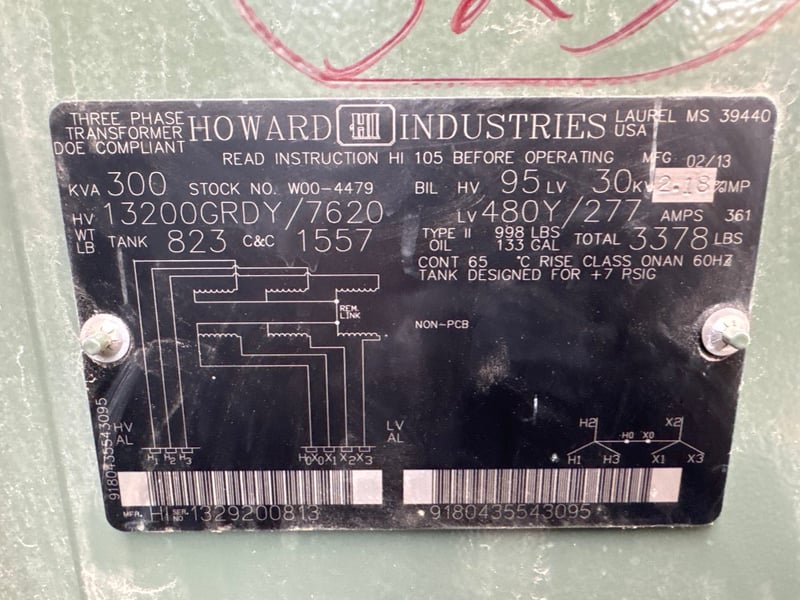 THREE PHASE TRANSFORMER DOE COMPLIANT
HOWARD HI INDUSTRIES
LAUREL MS 39440 USA
READ INSTRUCTION HI 105 BEFORE OPERATING MFG 02/13
KVA 300 STOCK NO. W00-4479 BIL HV 95 LV 30 KV 2.18 %IMP
HV 13200GRDY/7620 LV 480Y/277 AMPS 361
WT LB TANK 823 C&C 1557 TYPE II OIL 998 LBS 133 GAL TOTAL 3378 LBS
CONT 65 °C RISE CLASS ONAN 60HZ
TANK DESIGNED FOR +7 PSIG
REM. LINK
NON-PCB
HV AL
LV AL
H1 H2 H3
H0X0 X1 X2 X3
H2 X2
H0 X0
H1 H3 X1 X3
9180435543095
MFR. HI SERIAL NO 1329200813
9180435543095